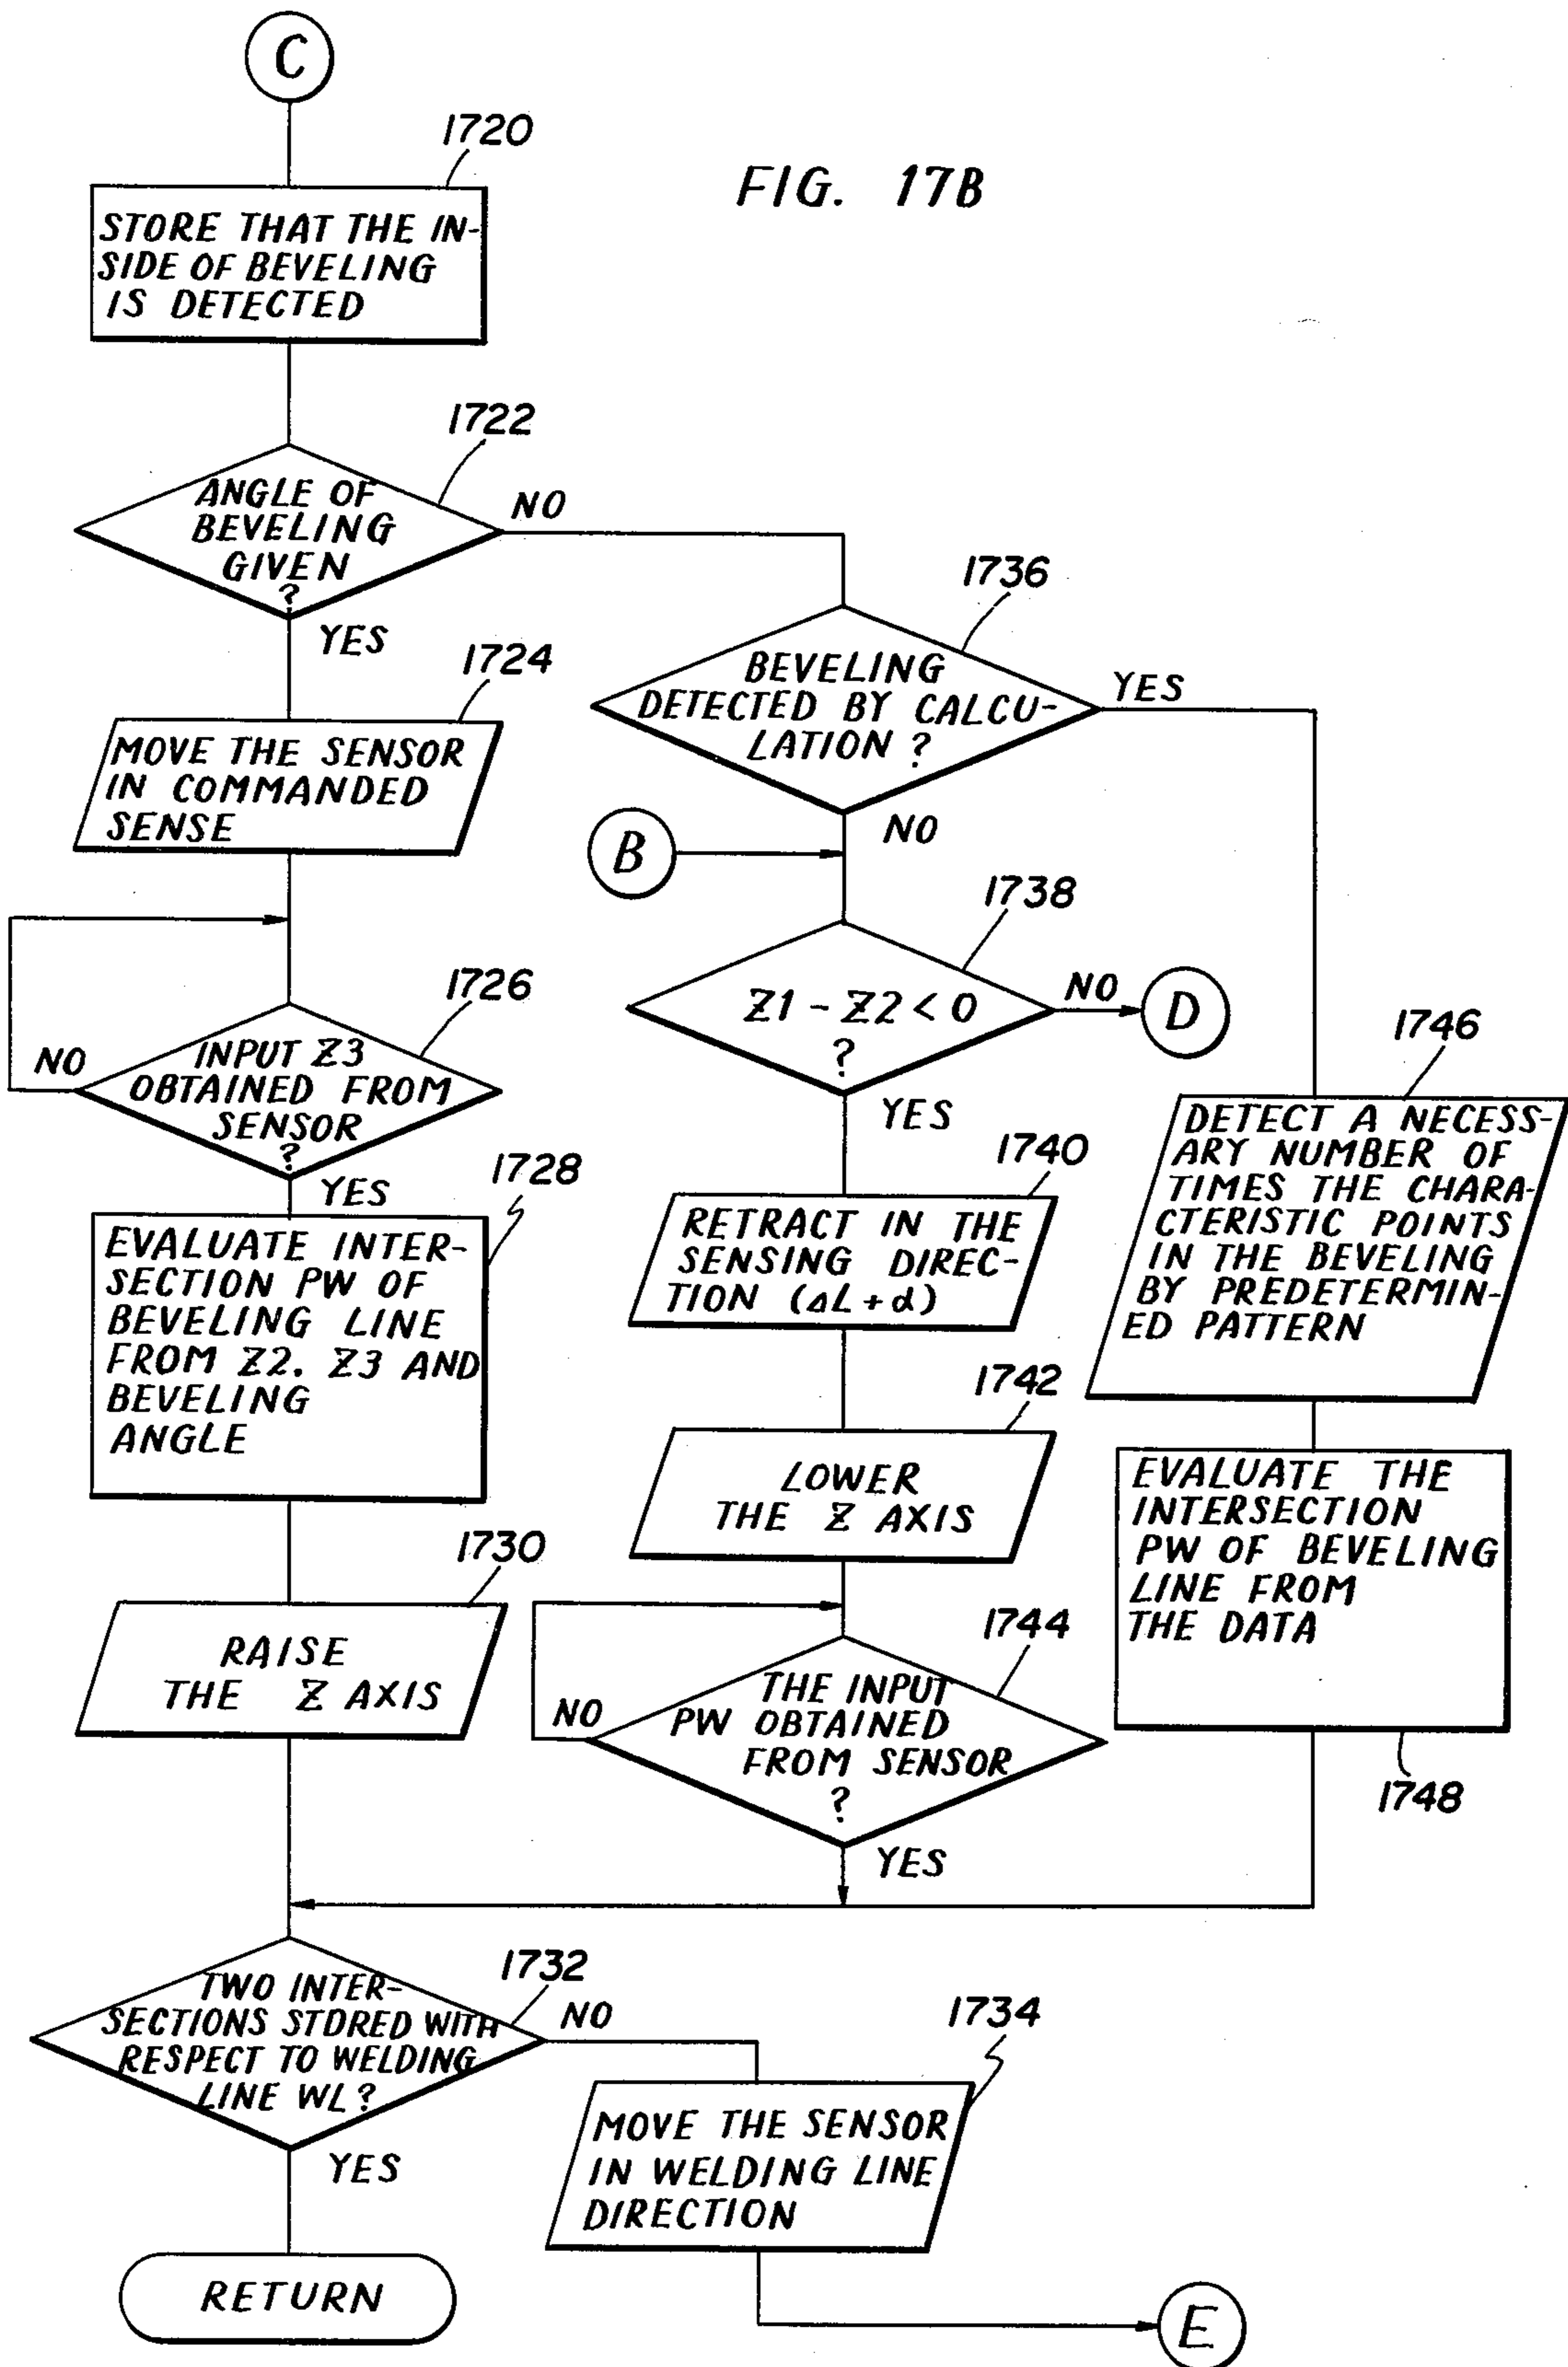 C
1720
FIG. 17B
STORE THAT THE IN-
SIDE OF BEVELING
IS DETECTED
1722
ANGLE OF
BEVELING
GIVEN
?
NO
YES
1736
BEVELING
DETECTED BY CALCU-
LATION ?
YES
NO
1724
MOVE THE SENSOR
IN COMMANDED
SENSE
B
1738
Z1 - Z2 < 0
?
NO
D
YES
1726
INPUT Z3
OBTAINED FROM
SENSOR
?
NO
YES
1728
EVALUATE INTER-
SECTION PW OF
BEVELING LINE
FROM Z2. Z3 AND
BEVELING
ANGLE
1740
RETRACT IN THE
SENSING DIREC-
TION (ΔL+d)
1746
DETECT A NECESS-
ARY NUMBER OF
TIMES THE CHARA-
CTERISTIC POINTS
IN THE BEVELING
BY PREDETERMIN-
ED PATTERN
1742
LOWER
THE Z AXIS
EVALUATE THE
INTERSECTION
PW OF BEVELING
LINE FROM
THE DATA
1748
1730
RAISE
THE Z AXIS
1744
THE INPUT
PW OBTAINED
FROM SENSOR
?
NO
YES
1732
TWO INTER-
SECTIONS STORED WITH
RESPECT TO WELDING
LINE WL?
NO
YES
1734
MOVE THE SENSOR
IN WELDING LINE
DIRECTION
RETURN
E